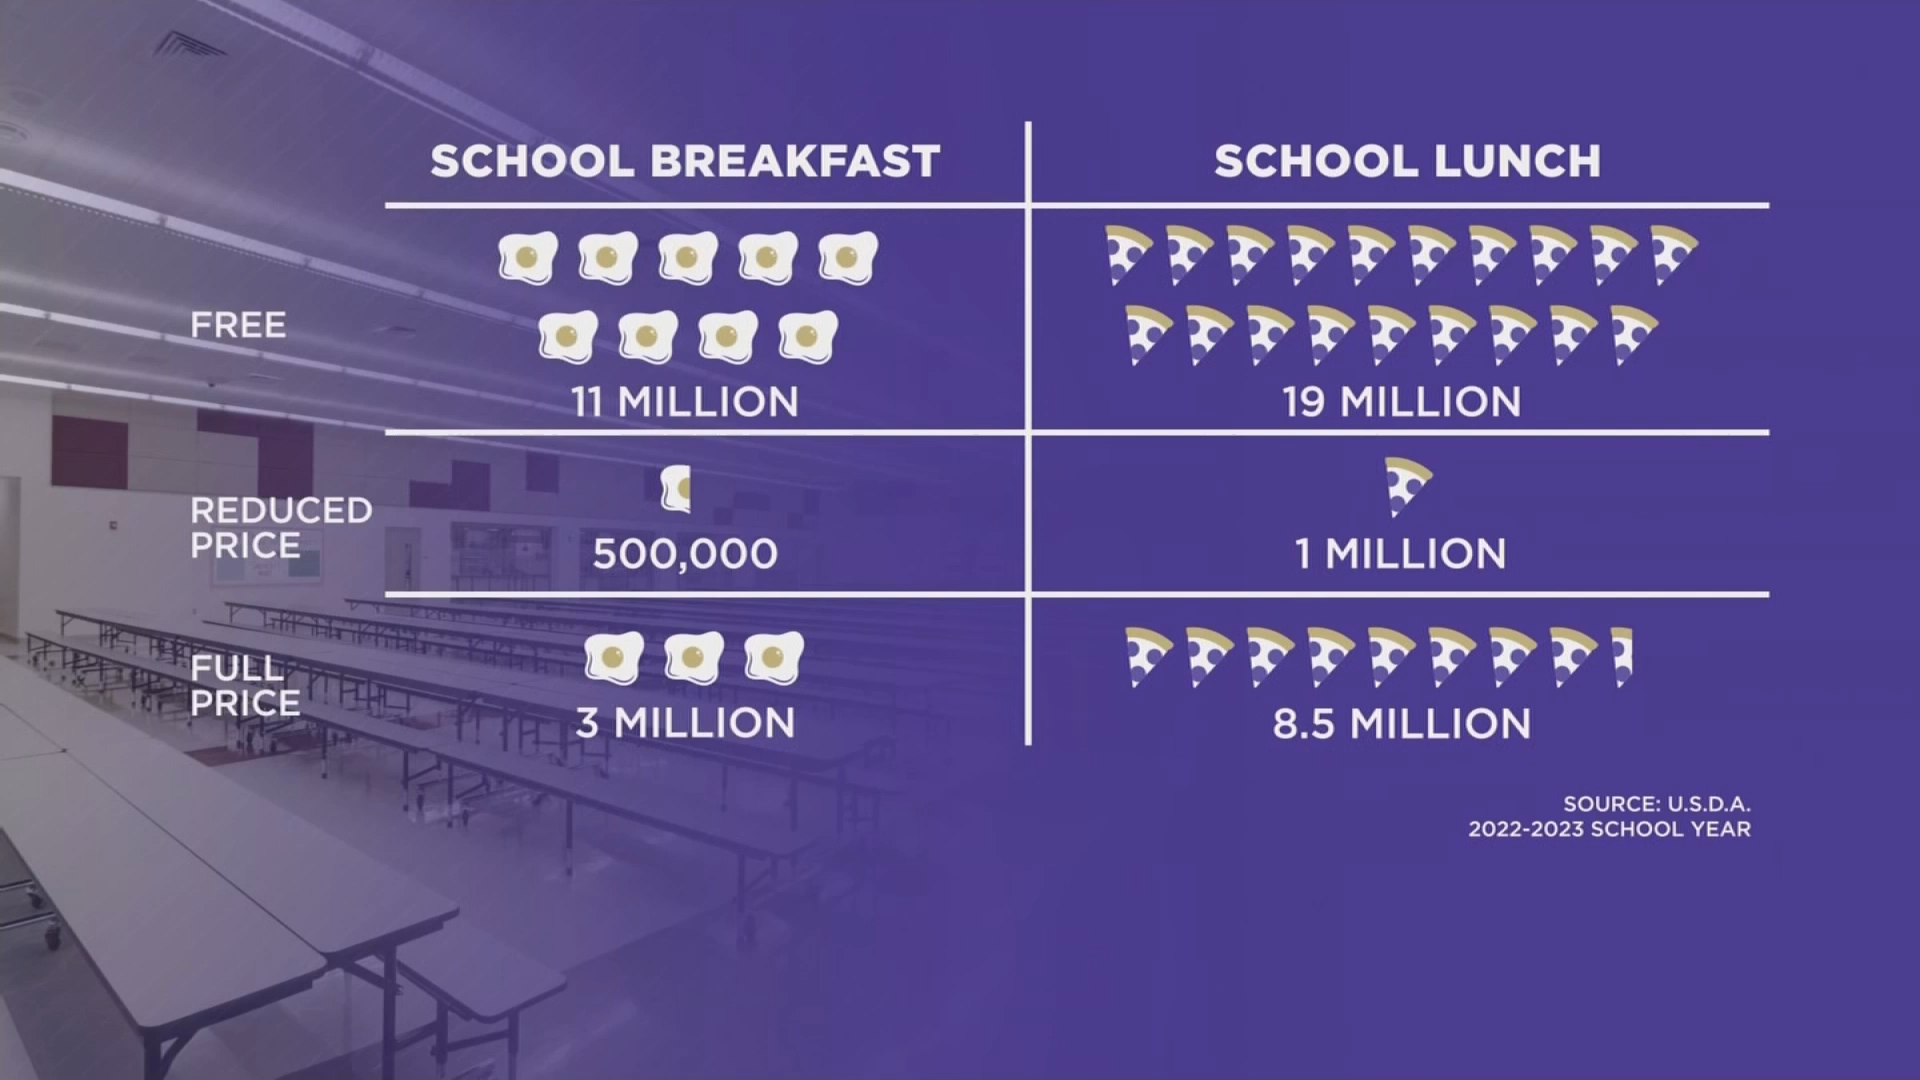 SCHOOL BREAKFAST
SCHOOL LUNCH
FREE
11 MILLION
19 MILLION
REDUCED
PRICE
500,000
1 MILLION
FULL
PRICE
3 MILLION
8.5 MILLION
SOURCE: U.S.D.A.
2022-2023 SCHOOL YEAR